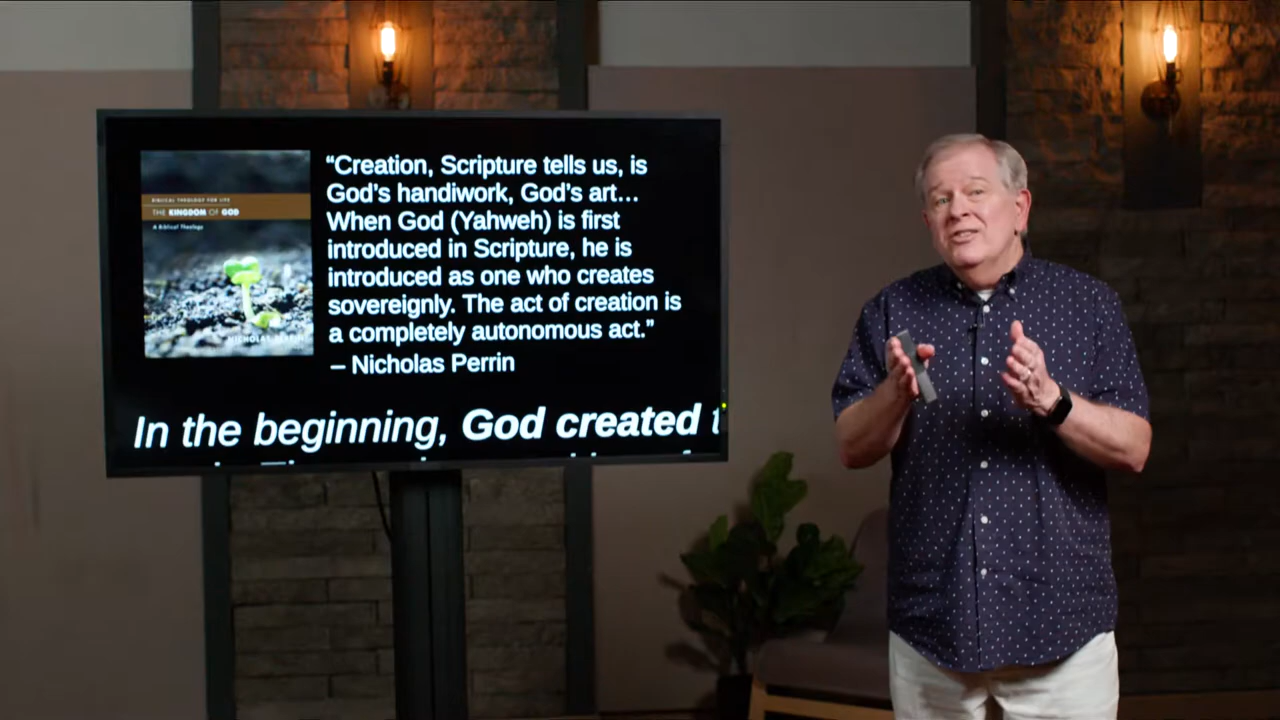 BIBLICAL THEOLOGY FOR LIFE
THE KINGDOM OF GOD
A Biblical Theology
NICHOLAS PERRIN
“Creation, Scripture tells us, is
God’s handiwork, God’s art…
When God (Yahweh) is first
introduced in Scripture, he is
introduced as one who creates
sovereignly. The act of creation is
a completely autonomous act.”
– Nicholas Perrin
In the beginning, God created t